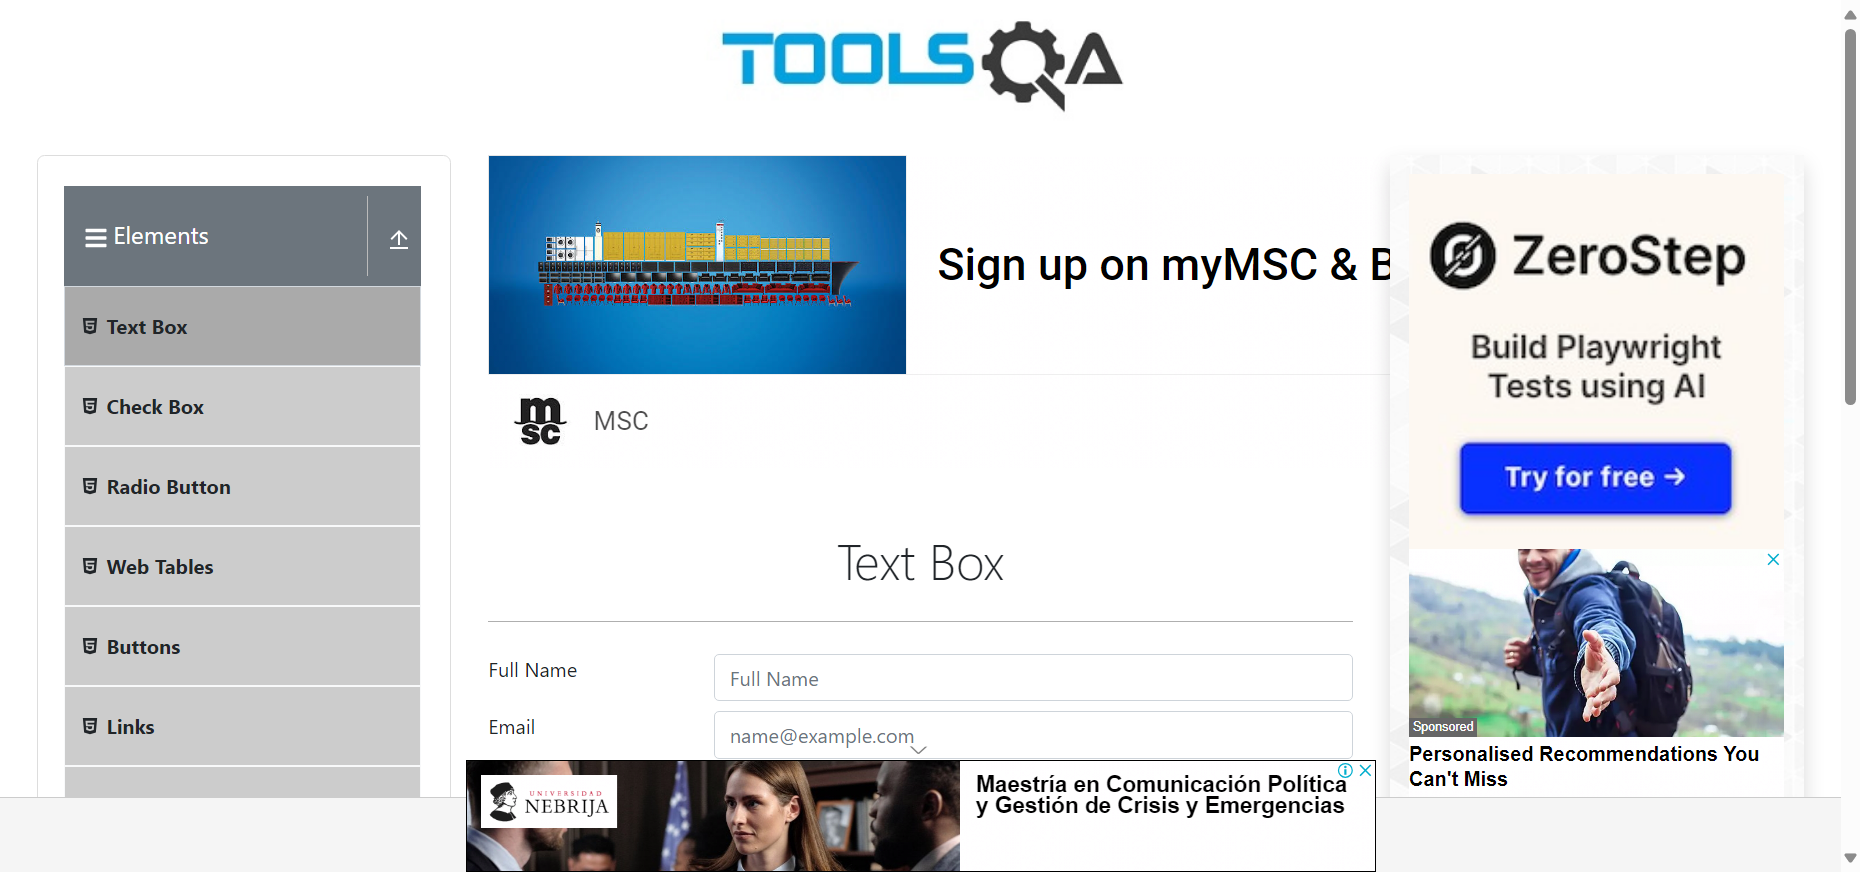 TOOLSQA
Elements
Text Box
Check Box
Radio Button
Web Tables
Buttons
Links
Sign up on myMSC & B
msc
MSC
Text Box
Full Name
Full Name
Email
name@example.com
ZeroStep
Build Playwright
Tests using AI
Try for free →
Sponsored
Personalised Recommendations You
Can't Miss
UNIVERSIDAD
NEBRIJA
Maestría en Comunicación Política
y Gestión de Crisis y Emergencias